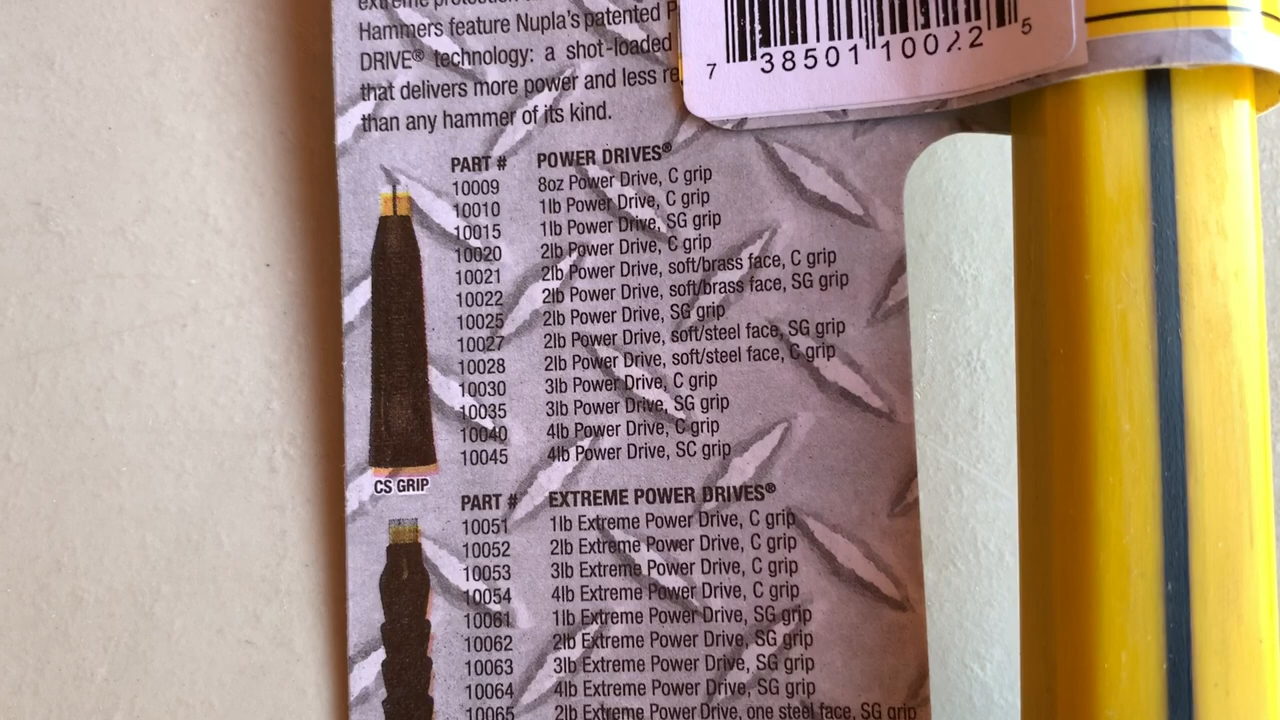 extreme protection
Hammers feature Nupla's patented
DRIVE® technology: a shot-loaded
that delivers more power and less
than any hammer of its kind.
7 38501 10022 5
PART # POWER DRIVES®
10009 8oz Power Drive, C grip
10010 1lb Power Drive, C grip
10015 1lb Power Drive, SG grip
10020 2lb Power Drive, C grip
10021 2lb Power Drive, soft/brass face, C grip
10022 2lb Power Drive, soft/brass face, SG grip
10025 2lb Power Drive, SG grip
10027 2lb Power Drive, soft/steel face, SG grip
10028 2lb Power Drive, soft/steel face, C grip
10030 3lb Power Drive, C grip
10035 3lb Power Drive, SG grip
10040 4lb Power Drive, C grip
10045 4lb Power Drive, SC grip
CS GRIP
PART # EXTREME POWER DRIVES®
10051 1lb Extreme Power Drive, C grip
10052 2lb Extreme Power Drive, C grip
10053 3lb Extreme Power Drive, C grip
10054 4lb Extreme Power Drive, C grip
10061 1lb Extreme Power Drive, SG grip
10062 2lb Extreme Power Drive, SG grip
10063 3lb Extreme Power Drive, SG grip
10064 4lb Extreme Power Drive, SG grip
10065 2lb Extreme Power Drive, one steel face, SG grip